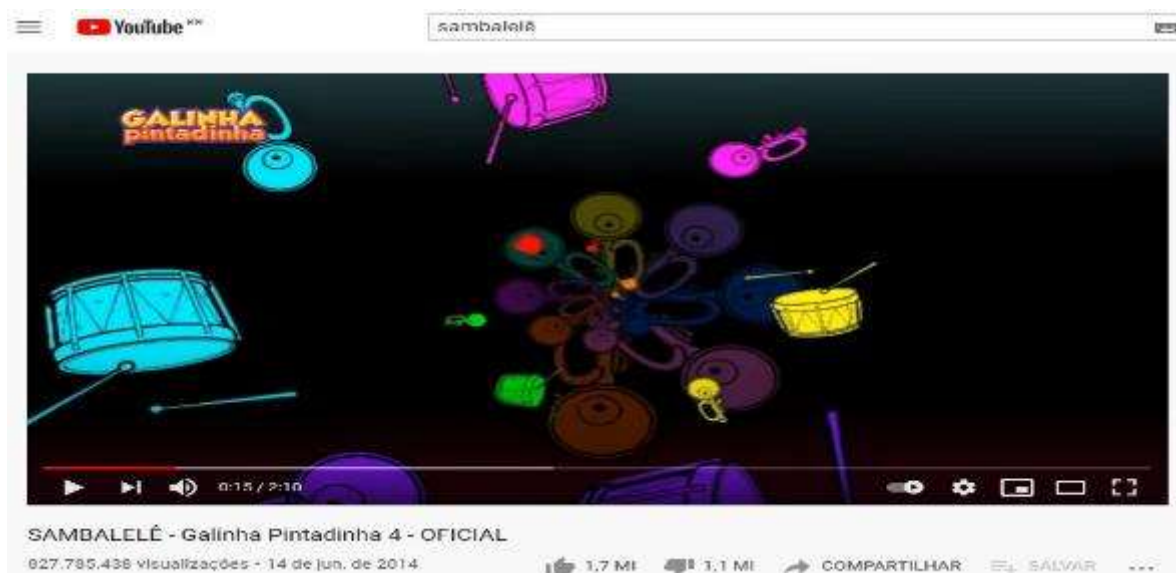 YouTube
sambalelê
GALINHA
pintadinha
0:15 / 2:10
SAMBALELÊ - Galinha Pintadinha 4 - OFICIAL
827.785.438 visualizações - 14 de jun. de 2014
1,7 MI 1,1 MI COMPARTILHAR SALVAR